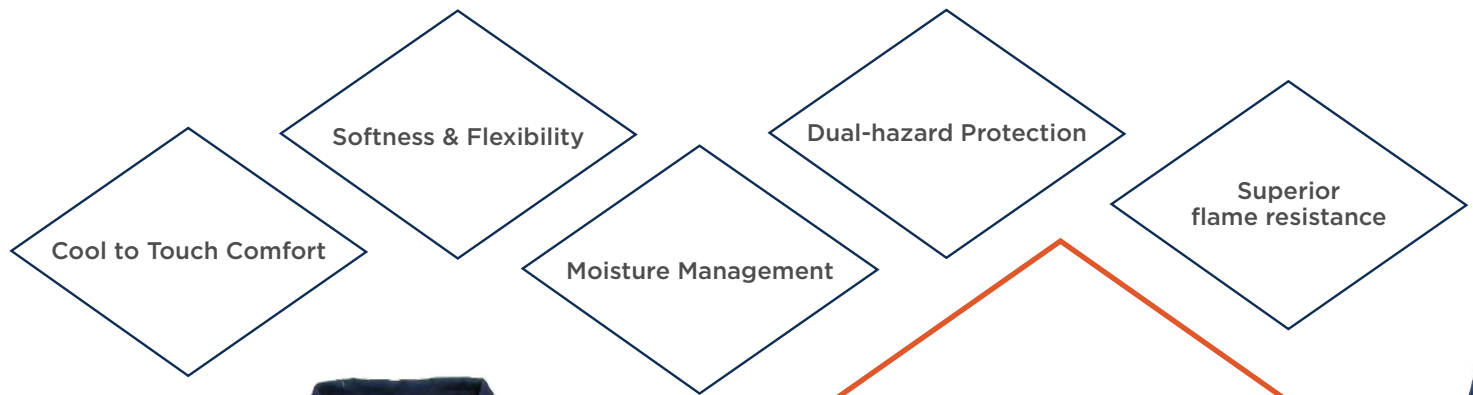 Cool to Touch Comfort
Softness & Flexibility
Moisture Management
Dual-hazard Protection
Superior
flame resistance